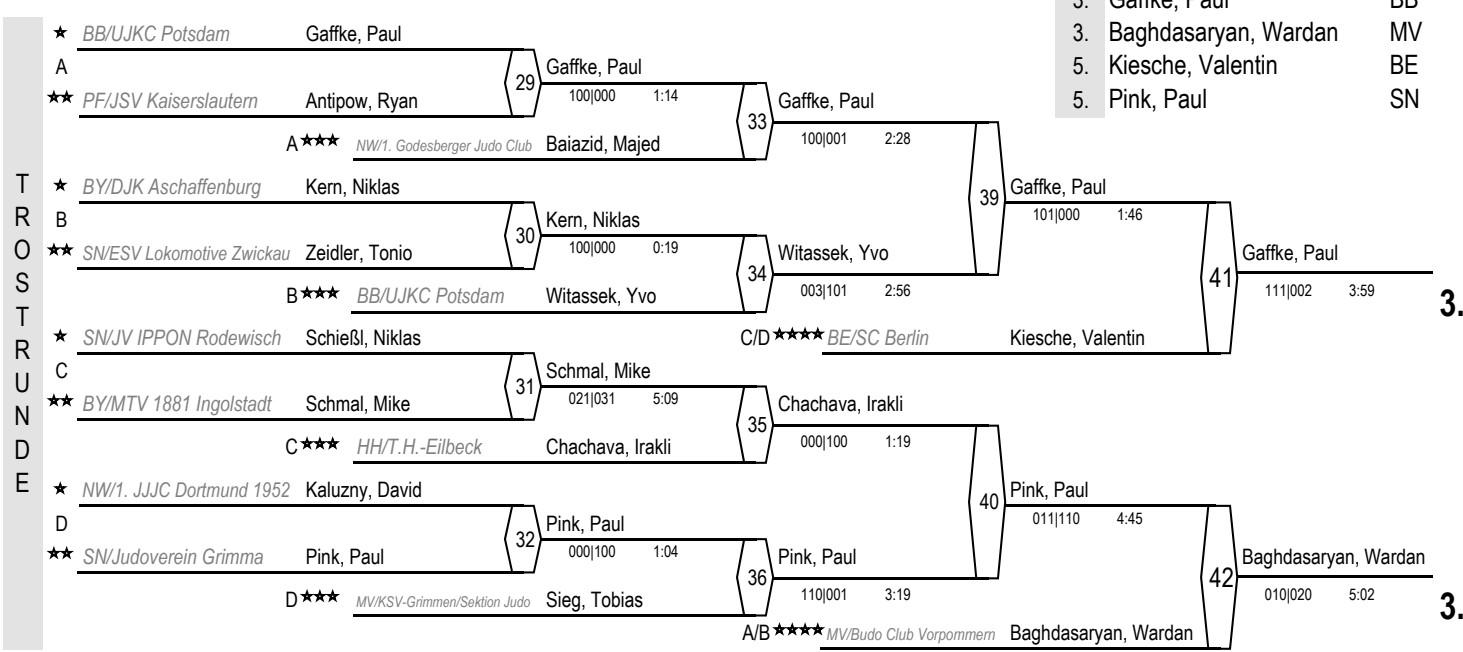 3. Gaffke, Paul BB
3. Baghdasaryan, Wardan MV
5. Kiesche, Valentin BE
5. Pink, Paul SN
TROSTRUNDE
★ BB/UJKC Potsdam Gaffke, Paul
A
29 Gaffke, Paul
100|000 1:14
★★ PF/JSV Kaiserslautern Antipow, Ryan
33 Gaffke, Paul
100|001 2:28
A ★★★ NW/1. Godesberger Judo Club Baiazid, Majed
★ BY/DJK Aschaffenburg Kern, Niklas
39 Gaffke, Paul
101|000 1:46
B
30 Kern, Niklas
100|000 0:19
★★ SN/ESV Lokomotive Zwickau Zeidler, Tonio
34 Witassek, Yvo
003|101 2:56
41 Gaffke, Paul
111|002 3:59
3.
B ★★★ BB/UJKC Potsdam Witassek, Yvo
★ SN/JV IPPON Rodewisch Schießl, Niklas
C/D ★★★★ BE/SC Berlin Kiesche, Valentin
C
31 Schmal, Mike
021|031 5:09
★★ BY/MTV 1881 Ingolstadt Schmal, Mike
35 Chachava, Irakli
000|100 1:19
C ★★★ HH/T.H.-Eilbeck Chachava, Irakli
★ NW/1. JJJC Dortmund 1952 Kaluzny, David
40 Pink, Paul
011|110 4:45
D
32 Pink, Paul
000|100 1:04
★★ SN/Judoverein Grimma Pink, Paul
36 Pink, Paul
110|001 3:19
42 Baghdasaryan, Wardan
010|020 5:02
3.
D ★★★ MV/KSV-Grimmen/Sektion Judo Sieg, Tobias
A/B ★★★★ MV/Budo Club Vorpommern Baghdasaryan, Wardan